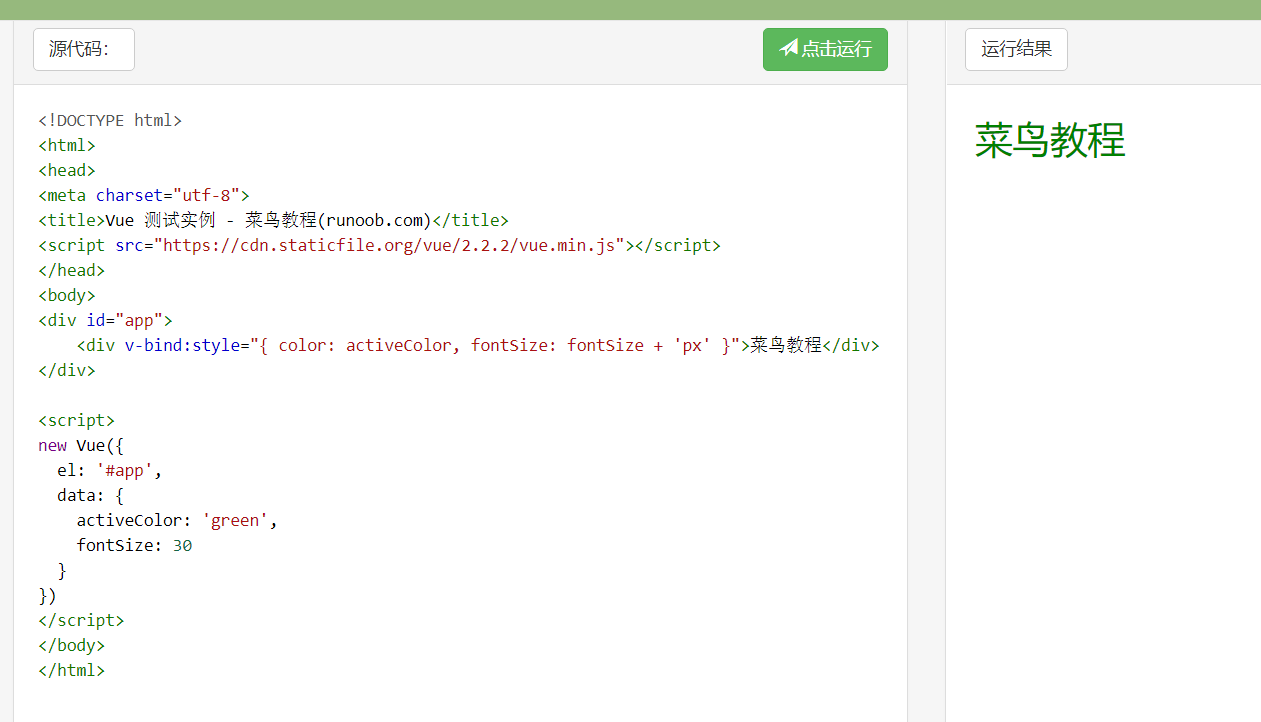 源代码：
点击运行
运行结果
<!DOCTYPE html>
<html>
<head>
<meta charset="utf-8">
<title>Vue 测试实例 - 菜鸟教程(runoob.com)</title>
<script src="https://cdn.staticfile.org/vue/2.2.2/vue.min.js"></script>
</head>
<body>
<div id="app">
    <div v-bind:style="{ color: activeColor, fontSize: fontSize + 'px' }">菜鸟教程</div>
</div>

<script>
new Vue({
  el: '#app',
  data: {
    activeColor: 'green',
    fontSize: 30
  }
})
</script>
</body>
</html>
菜鸟教程